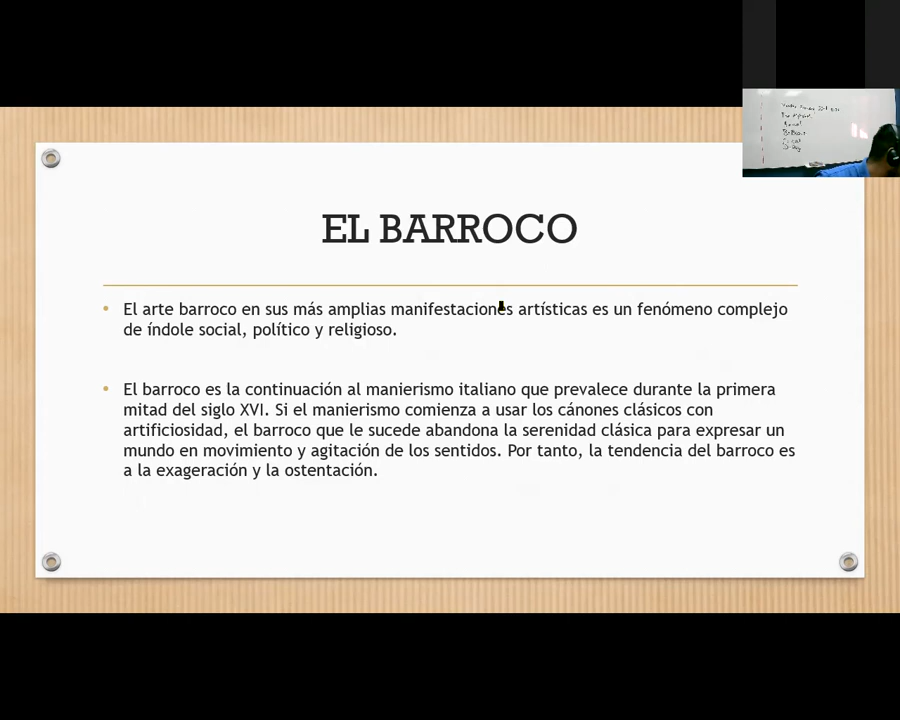 EL BARROCO
• El arte barroco en sus más amplias manifestaciones artísticas es un fenómeno complejo
de índole social, político y religioso.
• El barroco es la continuación al manierismo italiano que prevalece durante la primera
mitad del siglo XVI. Si el manierismo comienza a usar los cánones clásicos con
artificiosidad, el barroco que le sucede abandona la serenidad clásica para expresar un
mundo en movimiento y agitación de los sentidos. Por tanto, la tendencia del barroco es
a la exageración y la ostentación.